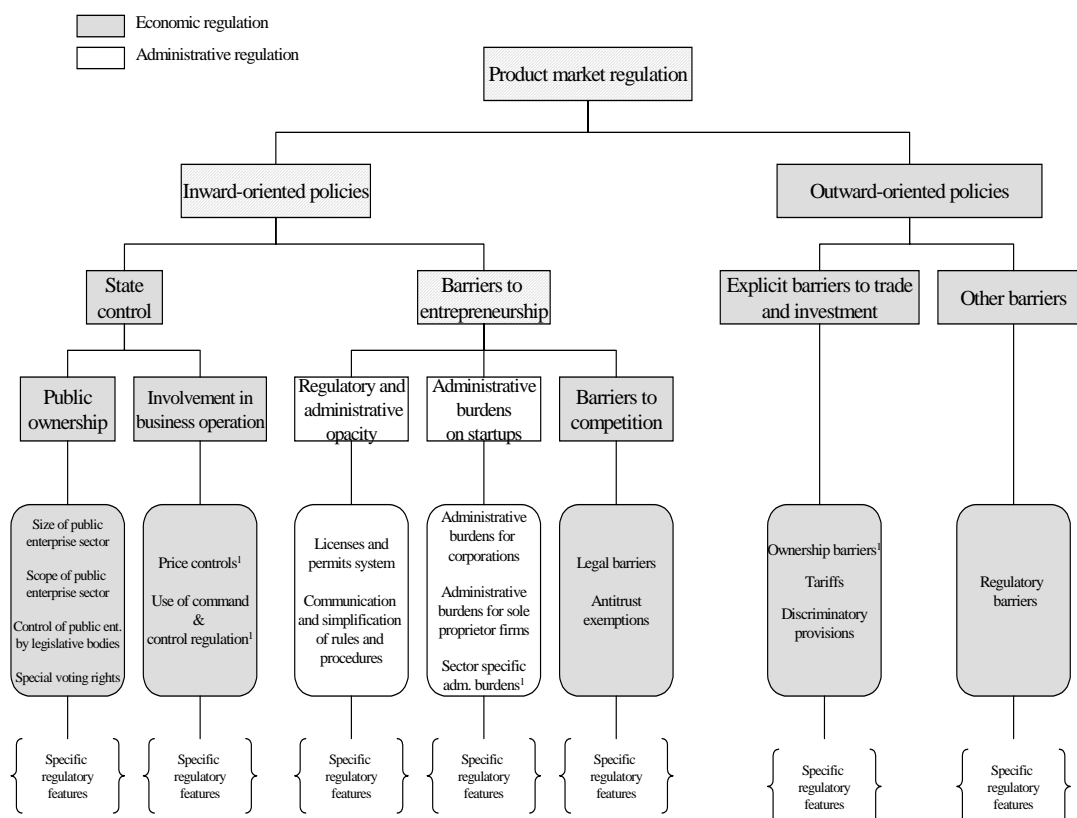 Economic regulation
Administrative regulation
Product market regulation
Inward-oriented policies
Outward-oriented policies
State
control
Barriers to
entrepreneurship
Explicit barriers to trade
and investment
Other barriers
Public
ownership
Involvement in
business operation
Regulatory and
administrative
opacity
Administrative
burdens
on startups
Barriers to
competition
Size of public
enterprise sector
Scope of public
enterprise sector
Control of public ent.
by legislative bodies
Special voting rights
Price controls¹
Use of command
&
control regulation¹
Licenses and
permits system
Communication
and simplification
of rules and
procedures
Administrative
burdens for
corporations
Administrative
burdens for sole
proprietor firms
Sector specific
adm. burdens¹
Legal barriers
Antitrust
exemptions
Ownership barriers¹
Tariffs
Discriminatory
provisions
Regulatory
barriers
Specific
regulatory
features
Specific
regulatory
features
Specific
regulatory
features
Specific
regulatory
features
Specific
regulatory
features
Specific
regulatory
features
Specific
regulatory
features